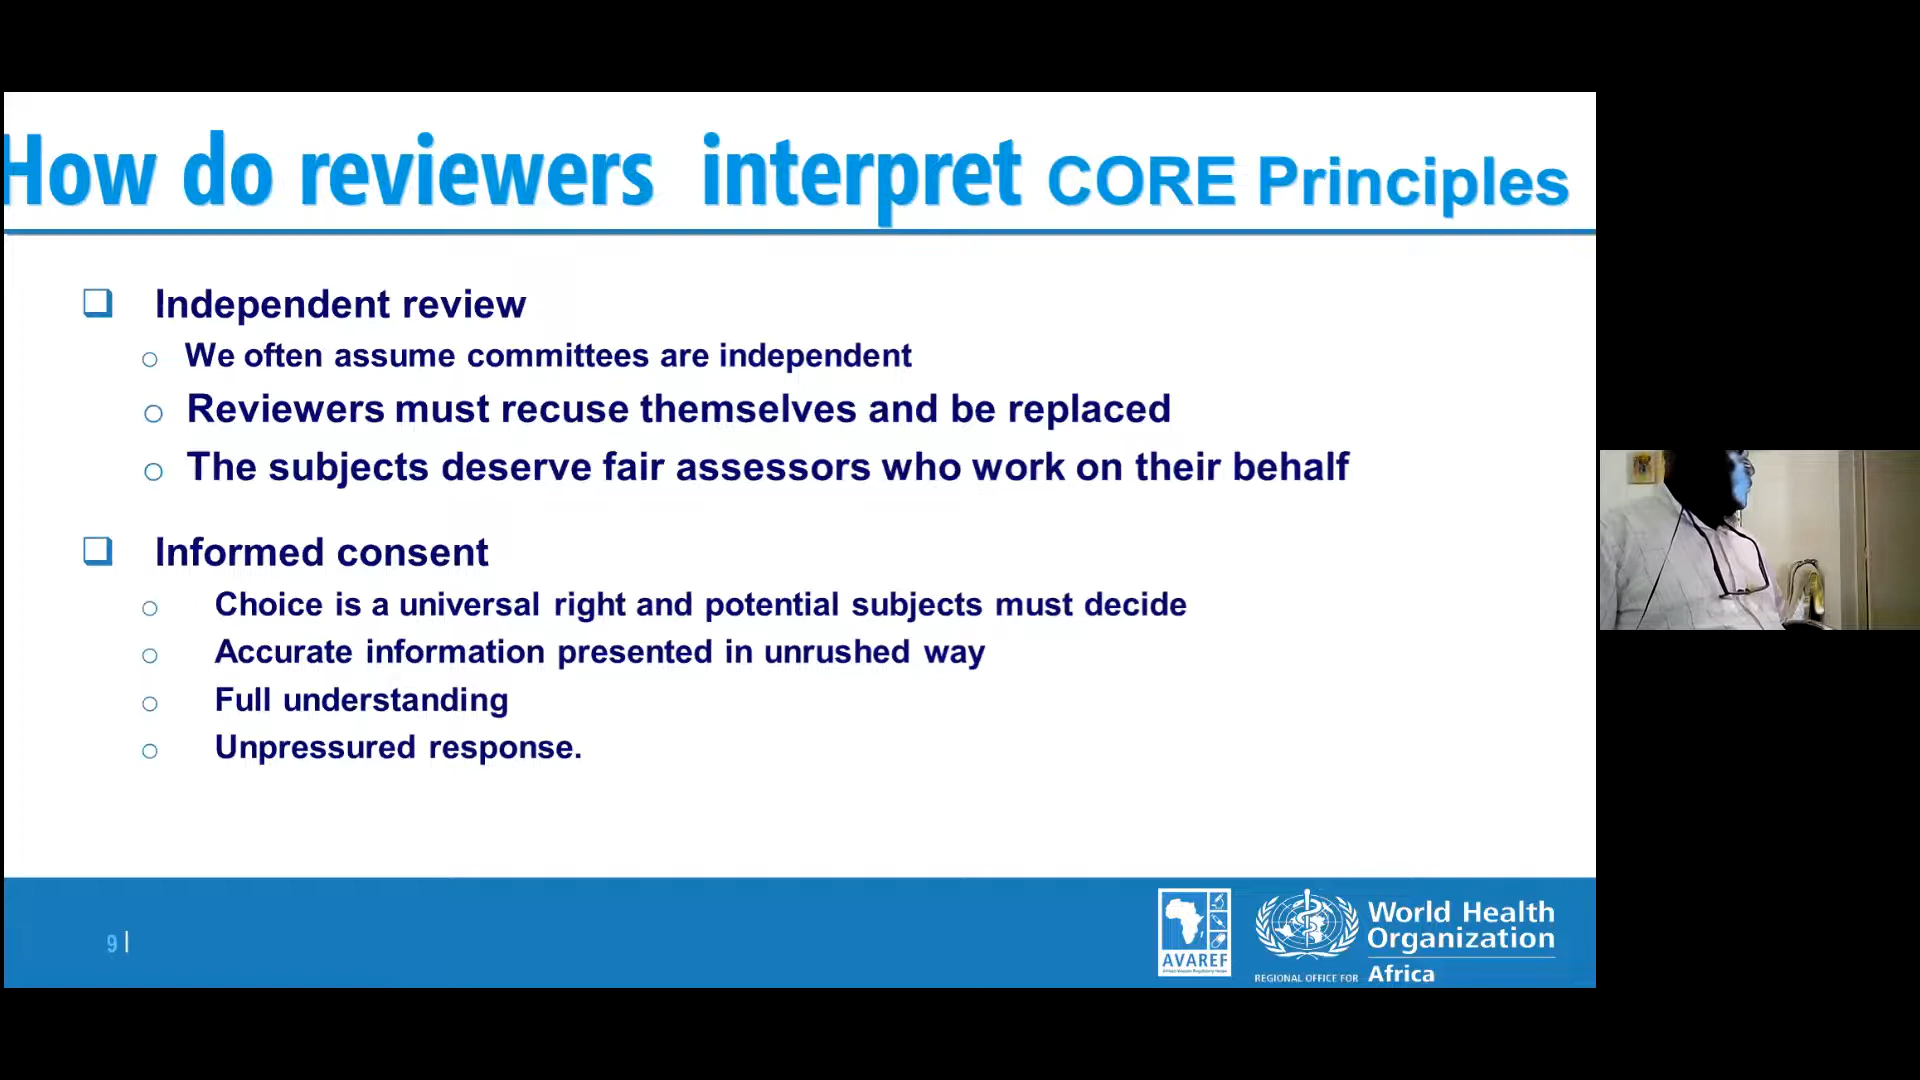 How do reviewers interpret CORE Principles
Independent review
We often assume committees are independent
Reviewers must recuse themselves and be replaced
The subjects deserve fair assessors who work on their behalf
Informed consent
Choice is a universal right and potential subjects must decide
Accurate information presented in unrushed way
Full understanding
Unpressured response.
9 |
AVAREF
World Health
Organization
REGIONAL OFFICE FOR Africa